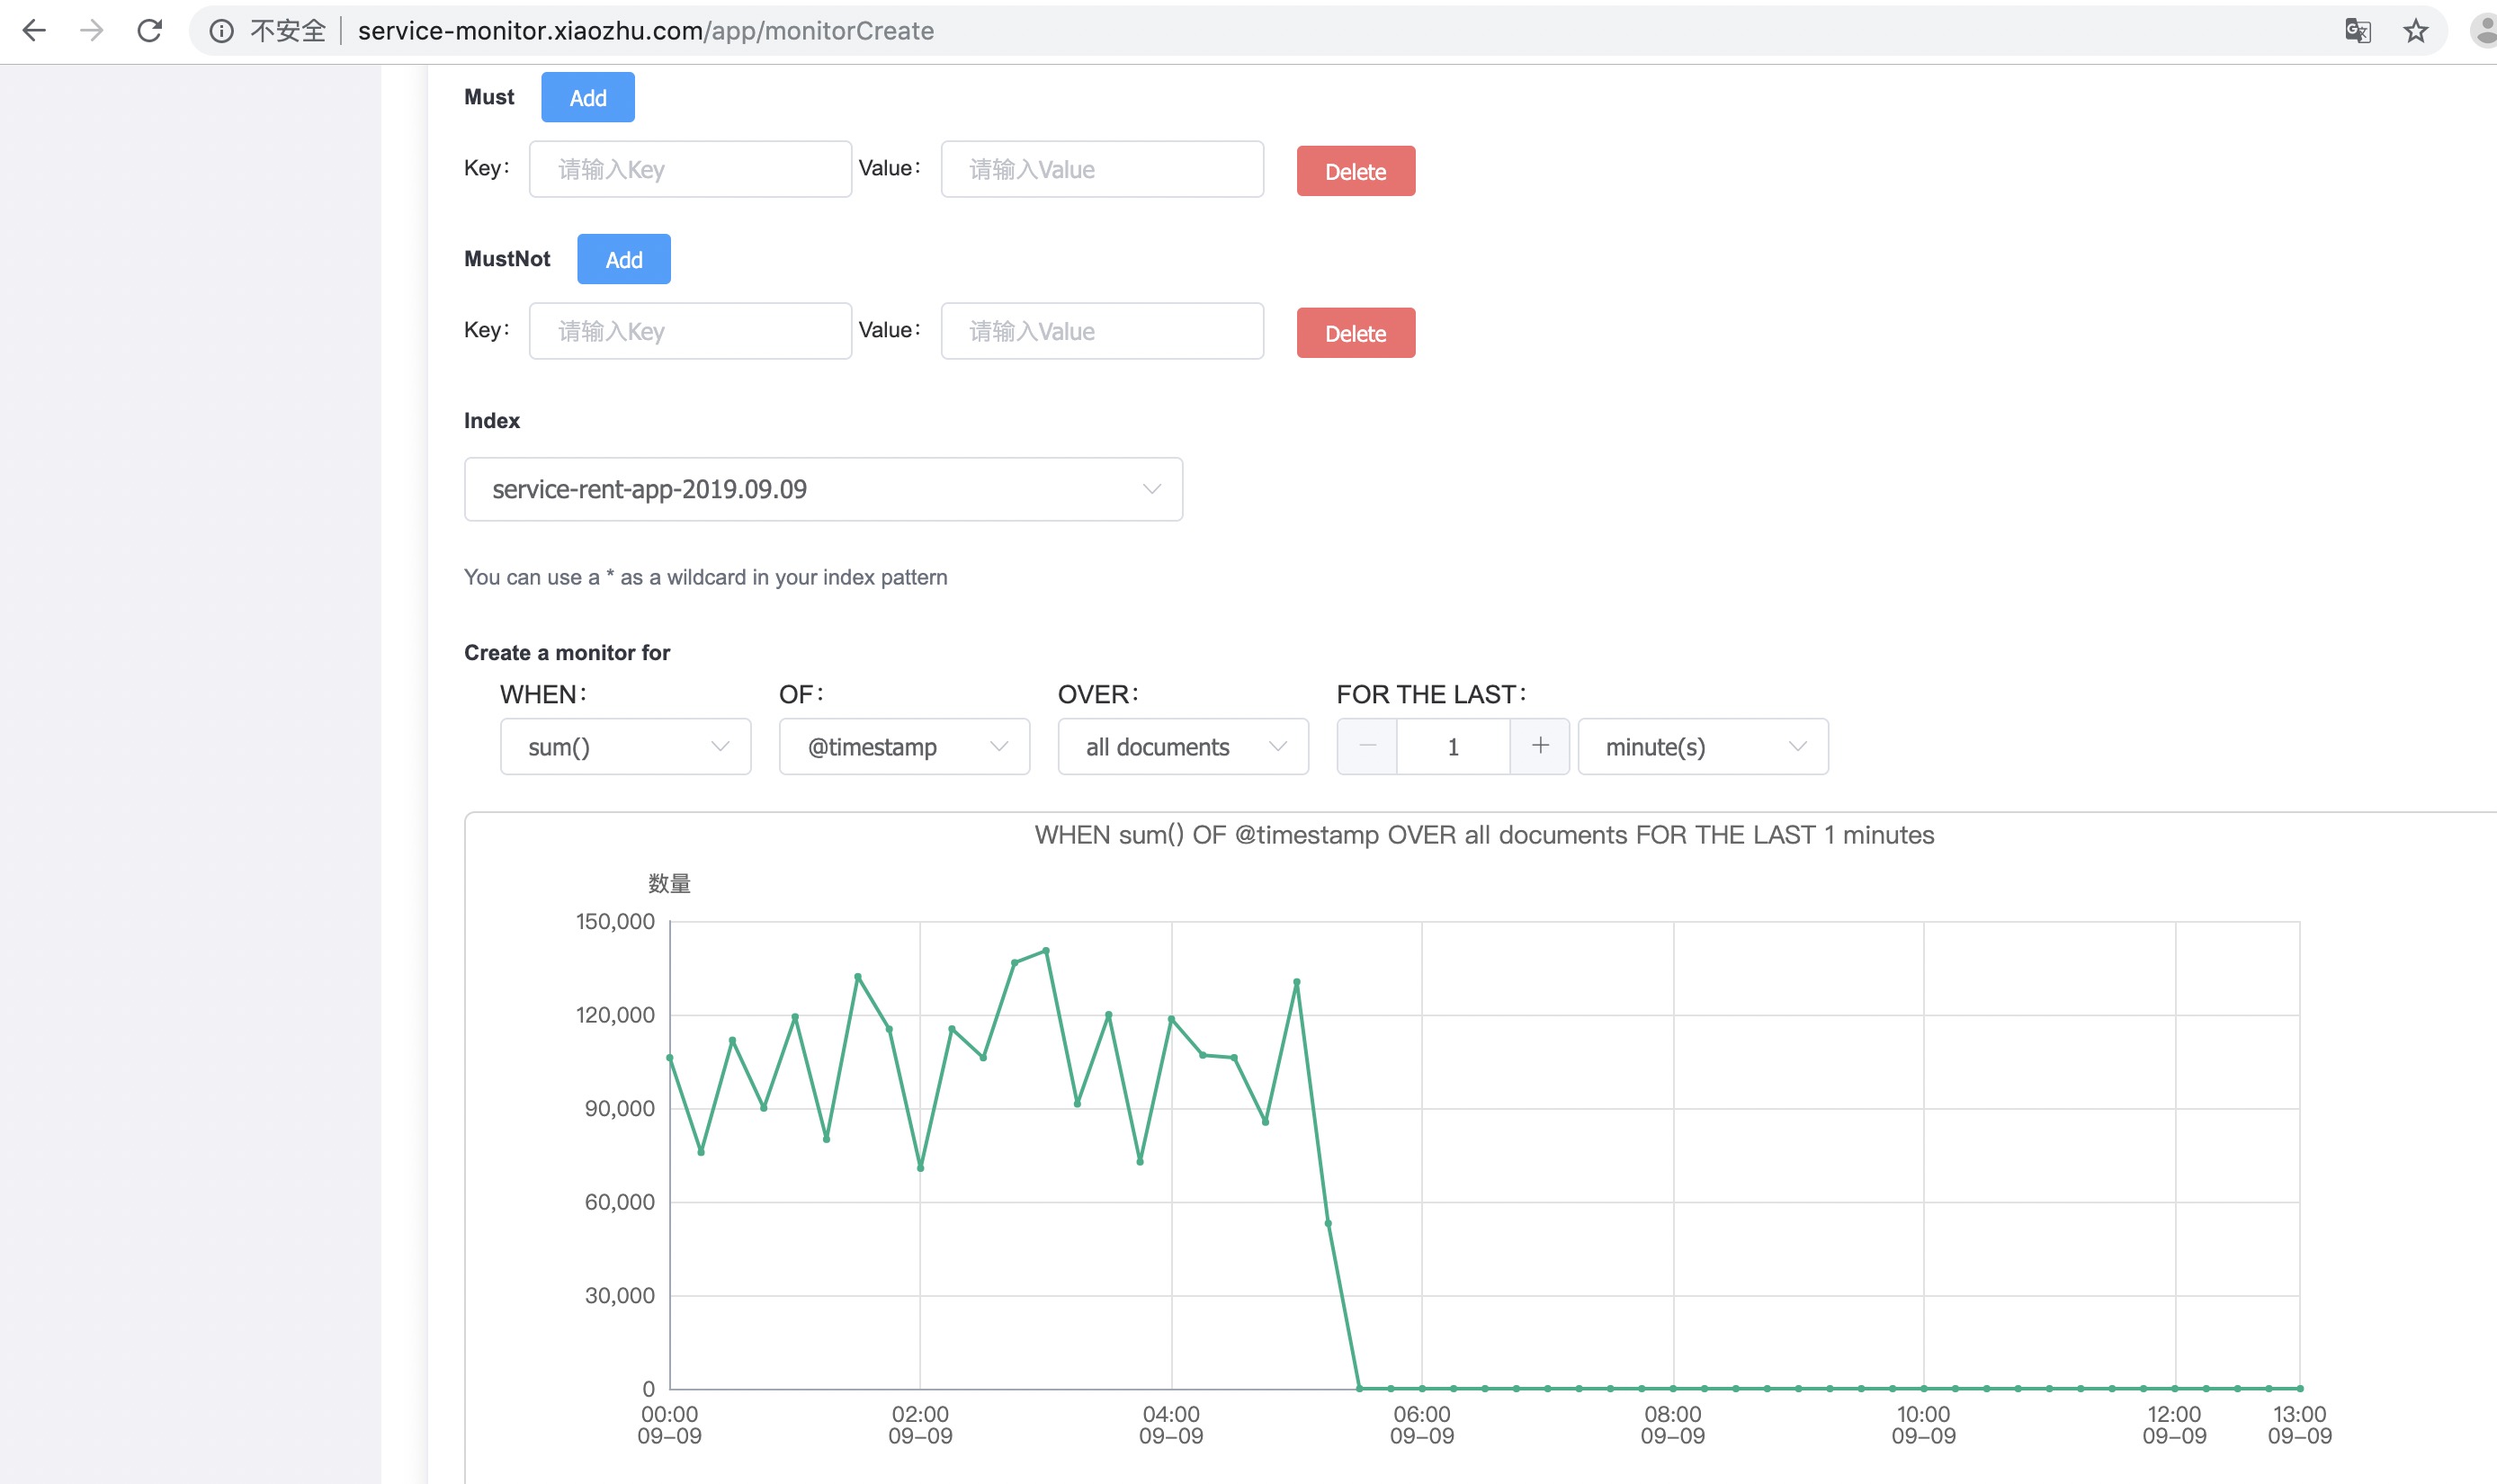 不安全 service-monitor.xiaozhu.com/app/monitorCreate
Must Add
Key： 请输入Key Value： 请输入Value Delete
MustNot Add
Key： 请输入Key Value： 请输入Value Delete
Index
service-rent-app-2019.09.09
You can use a * as a wildcard in your index pattern
Create a monitor for
WHEN： OF： OVER： FOR THE LAST：
sum() @timestamp all documents − 1 + minute(s)
WHEN sum() OF @timestamp OVER all documents FOR THE LAST 1 minutes
数量
150,000
120,000
90,000
60,000
30,000
0
00:00 02:00 04:00 06:00 08:00 10:00 12:00 13:00
09–09 09–09 09–09 09–09 09–09 09–09 09–09 09–09